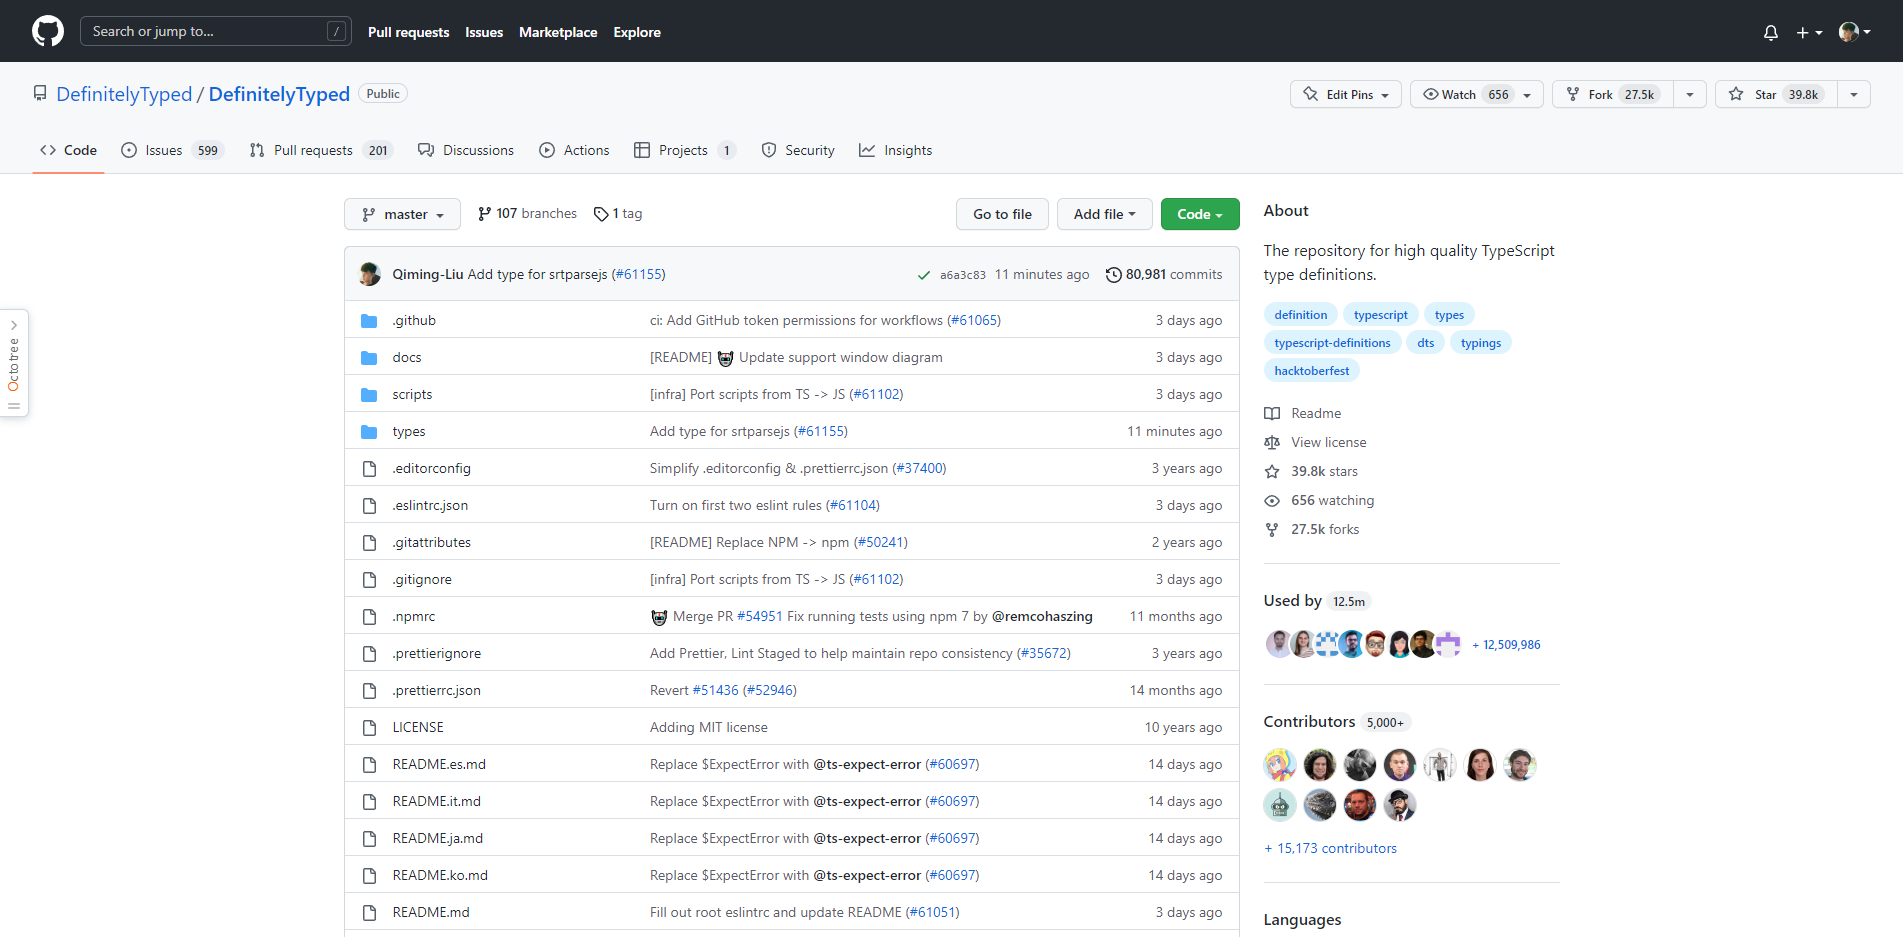 Search or jump to... /
Pull requests Issues Marketplace Explore
DefinitelyTyped / DefinitelyTyped Public
Edit Pins Watch 656 Fork 27.5k Star 39.8k
Code Issues 599 Pull requests 201 Discussions Actions Projects 1 Security Insights
master 107 branches 1 tag Go to file Add file Code
Qiming-Liu Add type for srtparsejs (#61155) a6a3c83 11 minutes ago 80,981 commits
.github ci: Add GitHub token permissions for workflows (#61065) 3 days ago
docs [README] Update support window diagram 3 days ago
scripts [infra] Port scripts from TS -> JS (#61102) 3 days ago
types Add type for srtparsejs (#61155) 11 minutes ago
.editorconfig Simplify .editorconfig & .prettierrc.json (#37400) 3 years ago
.eslintrc.json Turn on first two eslint rules (#61104) 3 days ago
.gitattributes [README] Replace NPM -> npm (#50241) 2 years ago
.gitignore [infra] Port scripts from TS -> JS (#61102) 3 days ago
.npmrc Merge PR #54951 Fix running tests using npm 7 by @remcohaszing 11 months ago
.prettierignore Add Prettier, Lint Staged to help maintain repo consistency (#35672) 3 years ago
.prettierrc.json Revert #51436 (#52946) 14 months ago
LICENSE Adding MIT license 10 years ago
README.es.md Replace $ExpectError with @ts-expect-error (#60697) 14 days ago
README.it.md Replace $ExpectError with @ts-expect-error (#60697) 14 days ago
README.ja.md Replace $ExpectError with @ts-expect-error (#60697) 14 days ago
README.ko.md Replace $ExpectError with @ts-expect-error (#60697) 14 days ago
README.md Fill out root eslintrc and update README (#61051) 3 days ago
Octotree
About
The repository for high quality TypeScript
type definitions.
definition typescript types
typescript-definitions dts typings
hacktoberfest
Readme
View license
39.8k stars
656 watching
27.5k forks
Used by 12.5m
+ 12,509,986
Contributors 5,000+
+ 15,173 contributors
Languages